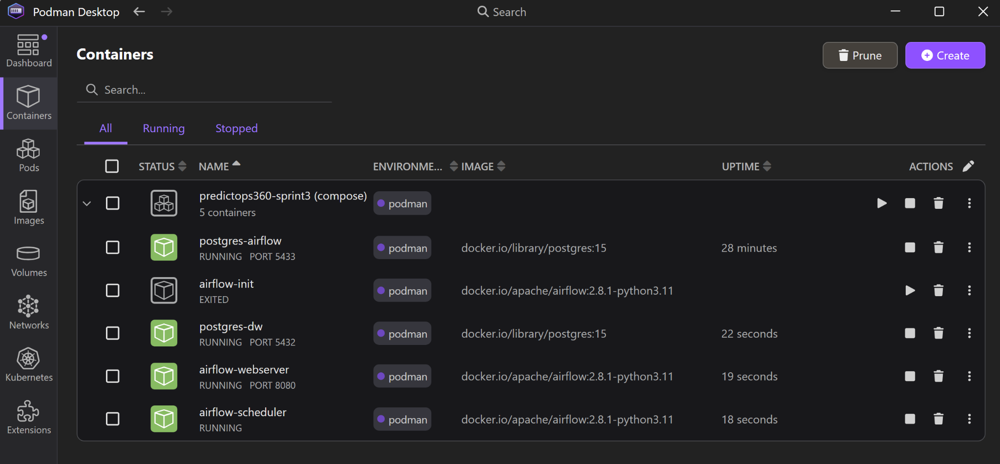 Podman Desktop
Search
Dashboard
Containers
Pods
Images
Volumes
Networks
Kubernetes
Extensions
Containers
Prune
Create
Search...
All Running Stopped
STATUS NAME ENVIRONME... IMAGE UPTIME ACTIONS
predictops360-sprint3 (compose)
5 containers
podman
postgres-airflow
RUNNING PORT 5433
podman
docker.io/library/postgres:15
28 minutes
airflow-init
EXITED
podman
docker.io/apache/airflow:2.8.1-python3.11
postgres-dw
RUNNING PORT 5432
podman
docker.io/library/postgres:15
22 seconds
airflow-webserver
RUNNING PORT 8080
podman
docker.io/apache/airflow:2.8.1-python3.11
19 seconds
airflow-scheduler
RUNNING
podman
docker.io/apache/airflow:2.8.1-python3.11
18 seconds